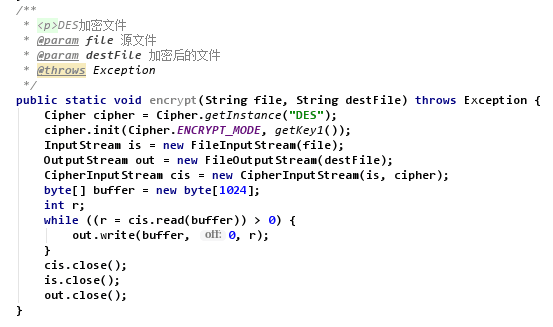 /**
 * <p>DES加密文件
 * @param file 源文件
 * @param destFile 加密后的文件
 * @throws Exception
 */
public static void encrypt(String file, String destFile) throws Exception {
    Cipher cipher = Cipher.getInstance("DES");
    cipher.init(Cipher.ENCRYPT_MODE, getKey1());
    InputStream is = new FileInputStream(file);
    OutputStream out = new FileOutputStream(destFile);
    CipherInputStream cis = new CipherInputStream(is, cipher);
    byte[] buffer = new byte[1024];
    int r;
    while ((r = cis.read(buffer)) > 0) {
        out.write(buffer, off: 0, r);
    }
    cis.close();
    is.close();
    out.close();
}